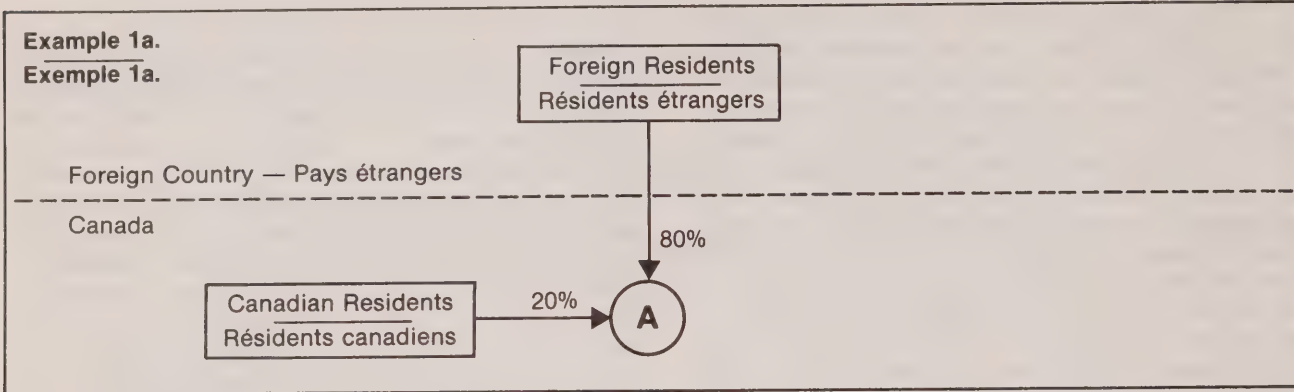 Example 1a.
Exemple 1a.
Foreign Residents
Résidents étrangers
Foreign Country — Pays étrangers
Canada
80%
Canadian Residents
Résidents canadiens
20%
A